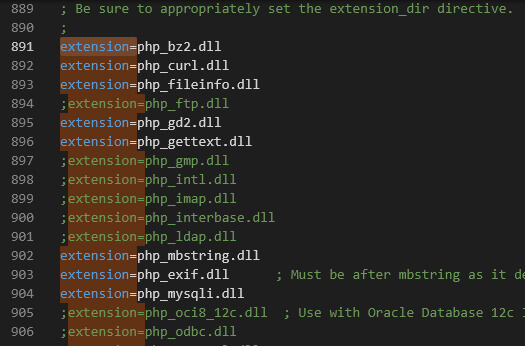 889 ; Be sure to appropriately set the extension_dir directive.
890 ;
891 extension=php_bz2.dll
892 extension=php_curl.dll
893 extension=php_fileinfo.dll
894 ;extension=php_ftp.dll
895 extension=php_gd2.dll
896 extension=php_gettext.dll
897 ;extension=php_gmp.dll
898 ;extension=php_intl.dll
899 ;extension=php_imap.dll
900 ;extension=php_interbase.dll
901 ;extension=php_ldap.dll
902 extension=php_mbstring.dll
903 extension=php_exif.dll ; Must be after mbstring as it de
904 extension=php_mysqli.dll
905 ;extension=php_oci8_12c.dll ; Use with Oracle Database 12c
906 ;extension=php_odbc.dll